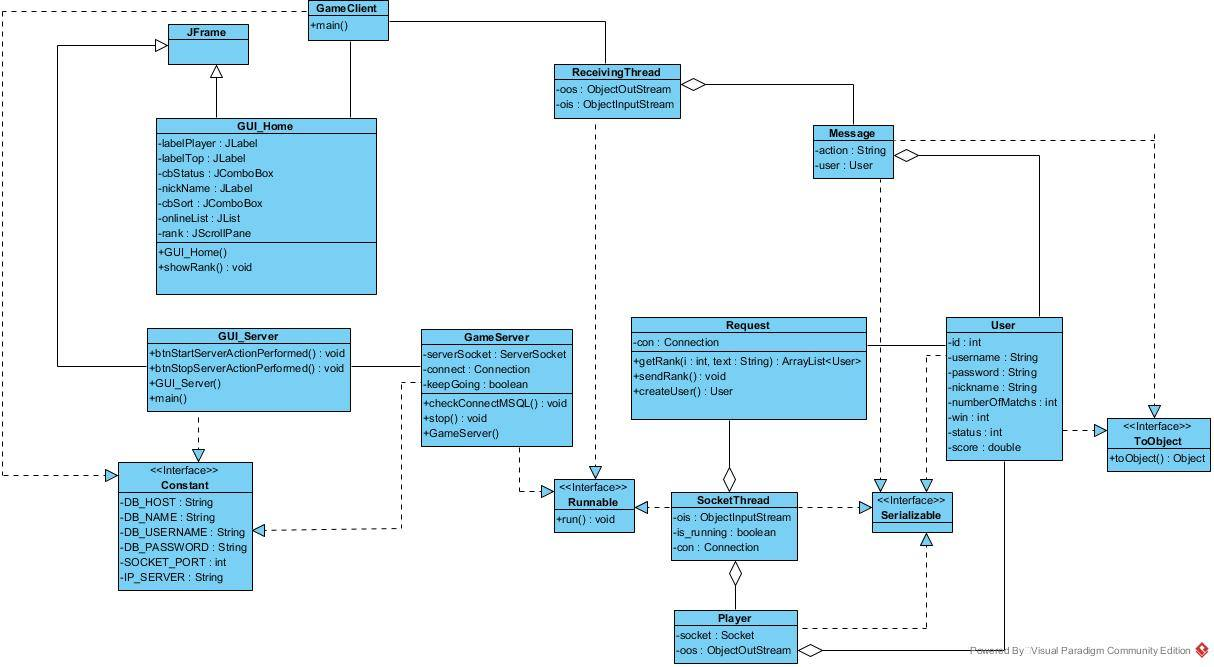 GameClient
+main()
JFrame
ReceivingThread
-oos : ObjectOutStream
-ois : ObjectInputStream
GUI_Home
-labelPlayer : JLabel
-labelTop : JLabel
-cbStatus : JComboBox
-nickName : JLabel
-cbSort : JComboBox
-onlineList : JList
-rank : JScrollPane
+GUI_Home()
+showRank() : void
Message
-action : String
-user : User
GUI_Server
+btnStartServerActionPerformed() : void
+btnStopServerActionPerformed() : void
+GUI_Server()
+main()
GameServer
-serverSocket : ServerSocket
-connect : Connection
-keepGoing : boolean
+checkConnectMSQL() : void
+stop() : void
+GameServer()
Request
-con : Connection
+getRank(i : int, text : String) : ArrayList<User>
+sendRank() : void
+createUser() : User
User
-id : int
-username : String
-password : String
-nickname : String
-numberOfMatchs : int
-win : int
-status : int
-score : double
<<Interface>>
ToObject
+toObject() : Object
<<Interface>>
Constant
-DB_HOST : String
-DB_NAME : String
-DB_USERNAME : String
-DB_PASSWORD : String
-SOCKET_PORT : int
-IP_SERVER : String
<<Interface>>
Runnable
+run() : void
SocketThread
-ois : ObjectInputStream
-is_running : boolean
-con : Connection
<<Interface>>
Serializable
Player
-socket : Socket
-oos : ObjectOutStream
Powered By Visual Paradigm Community Edition